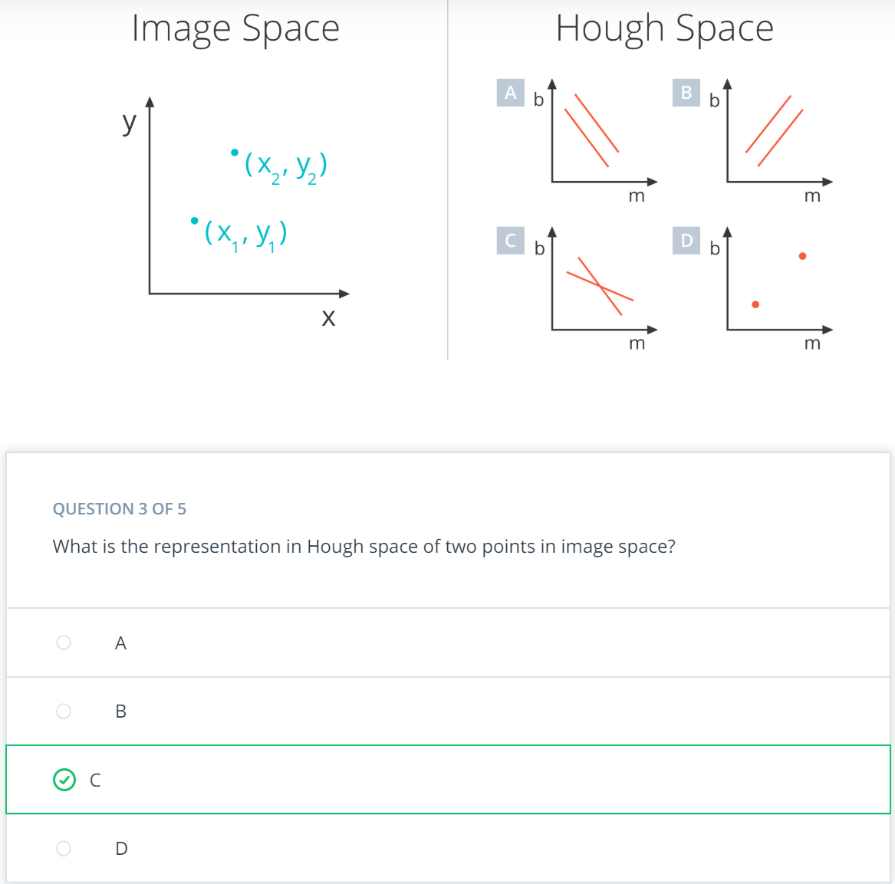 Image Space
Hough Space
y
(x₂, y₂)
(x₁, y₁)
x
A
b
m
B
b
m
C
b
m
D
b
m
QUESTION 3 OF 5
What is the representation in Hough space of two points in image space?
A
B
C
D